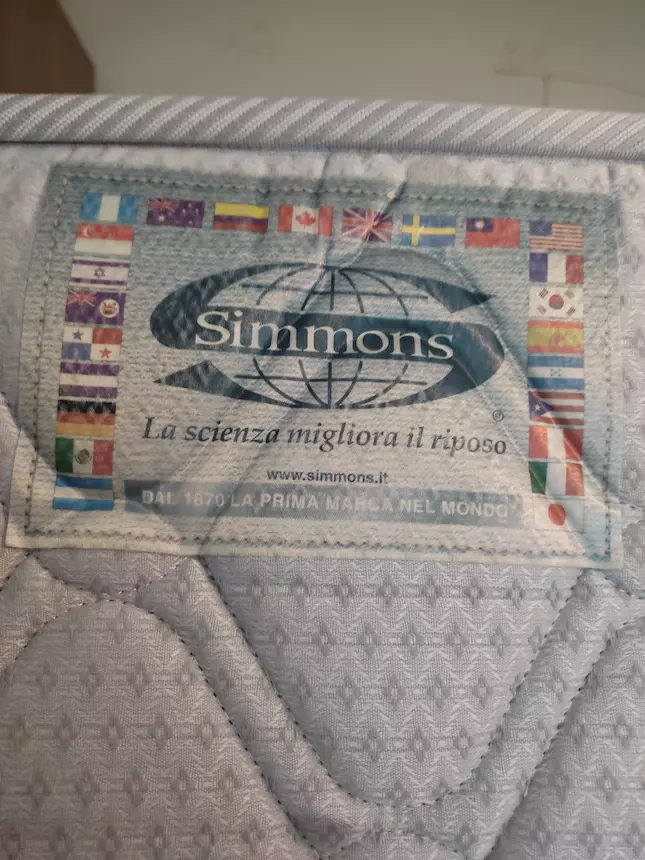 Simmons
®
La scienza migliora il riposo
www.simmons.it
DAL 1870 LA PRIMA MARCA NEL MONDO